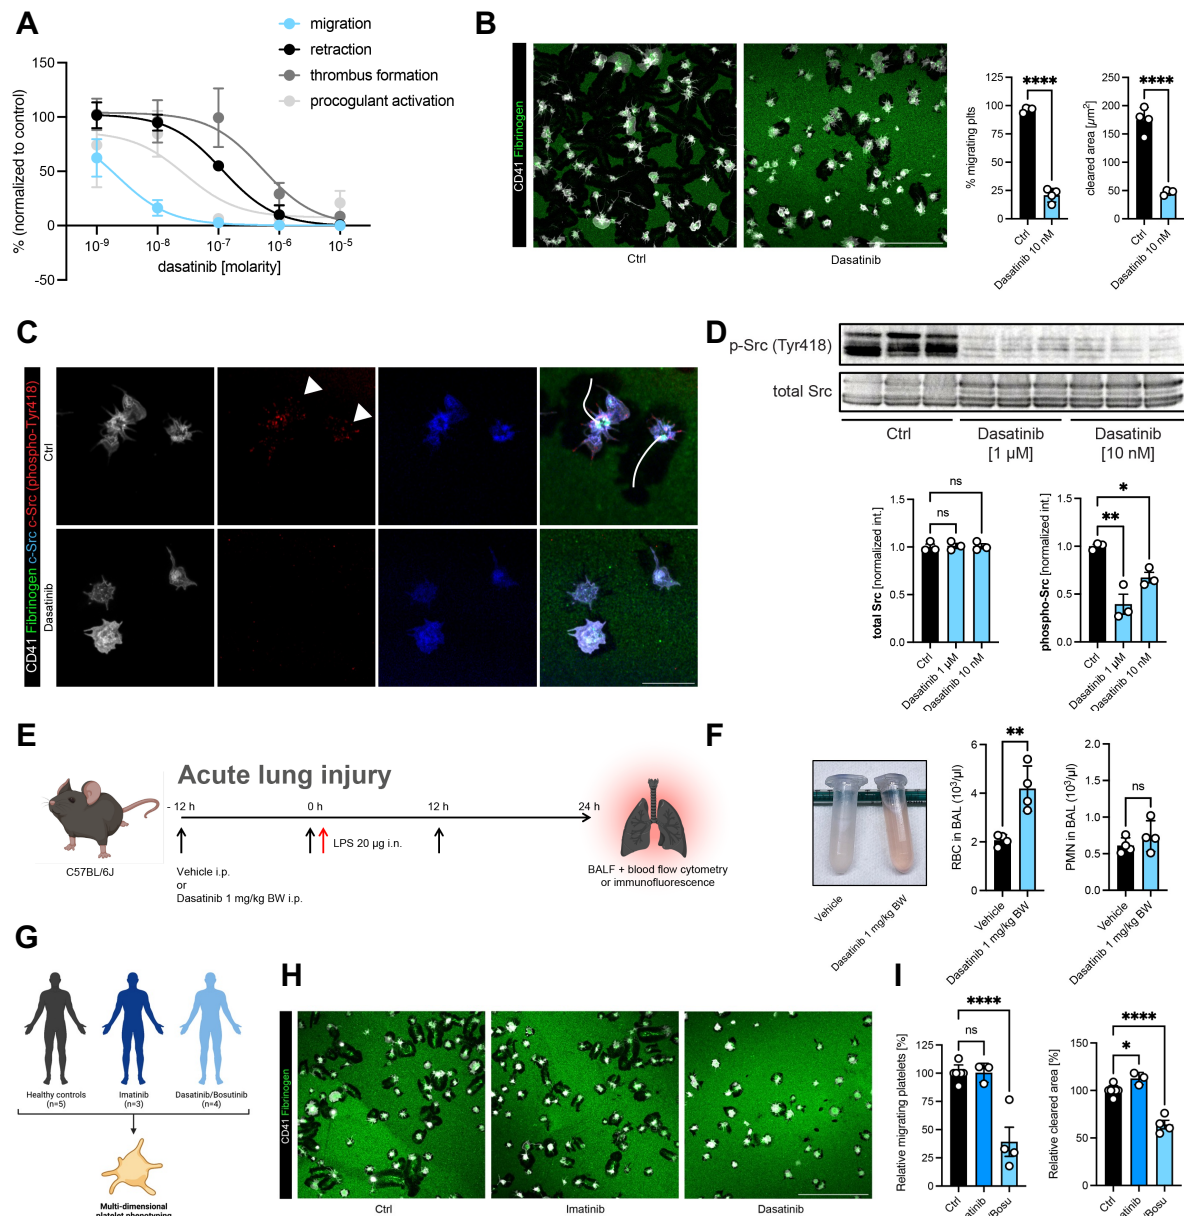 A
migration
retraction
thrombus formation
procogulant activation
% (normalized to control)
150
100
50
0
-50
10-9
10-8
10-7
10-6
10-5
dasatinib [molarity]
B
CD41 Fibrinogen
Ctrl
Dasatinib
% migrating plts
125
100
75
50
25
0
****
Ctrl
Dasatinib 10 nM
cleared area [µm2]
250
200
150
100
50
0
****
Ctrl
Dasatinib 10 nM
C
CD41 Fibrinogen c-Src c-Src (phospho-Tyr418)
Ctrl
Dasatinib
D
p-Src (Tyr418)
total Src
Ctrl
Dasatinib
[1 µM]
Dasatinib
[10 nM]
total Src [normalized int.]
1.5
1.0
0.5
0.0
ns
ns
Ctrl
Dasatinib 1 µM
Dasatinib 10 nM
phospho-Src [normalized int.]
1.5
1.0
0.5
0.0
*
**
Ctrl
Dasatinib 1 µM
Dasatinib 10 nM
E
Acute lung injury
- 12 h
0 h
12 h
24 h
LPS 20 µg i.n.
C57BL/6J
Vehicle i.p.
or
Dasatinib 1 mg/kg BW i.p.
BALF + blood flow cytometry
or immunofluorescence
F
Vehicle
Dasatinib 1 mg/kg BW
RBC in BAL (103/µl)
6
4
2
0
**
Vehicle
Dasatinib 1 mg/kg BW
PMN in BAL (103/µl)
2.0
1.5
1.0
0.5
0.0
ns
Vehicle
Dasatinib 1 mg/kg BW
G
Healthy controls
(n=5)
Imatinib
(n=3)
Dasatinib/Bosutinib
(n=4)
Multi-dimensional
platelet phenotyping
H
CD41 Fibrinogen
Ctrl
Imatinib
Dasatinib
I
Relative migrating platelets [%]
125
100
75
50
25
0
****
ns
Ctrl
Relative cleared area [%]
150
100
50
0
****
*
Ctrl